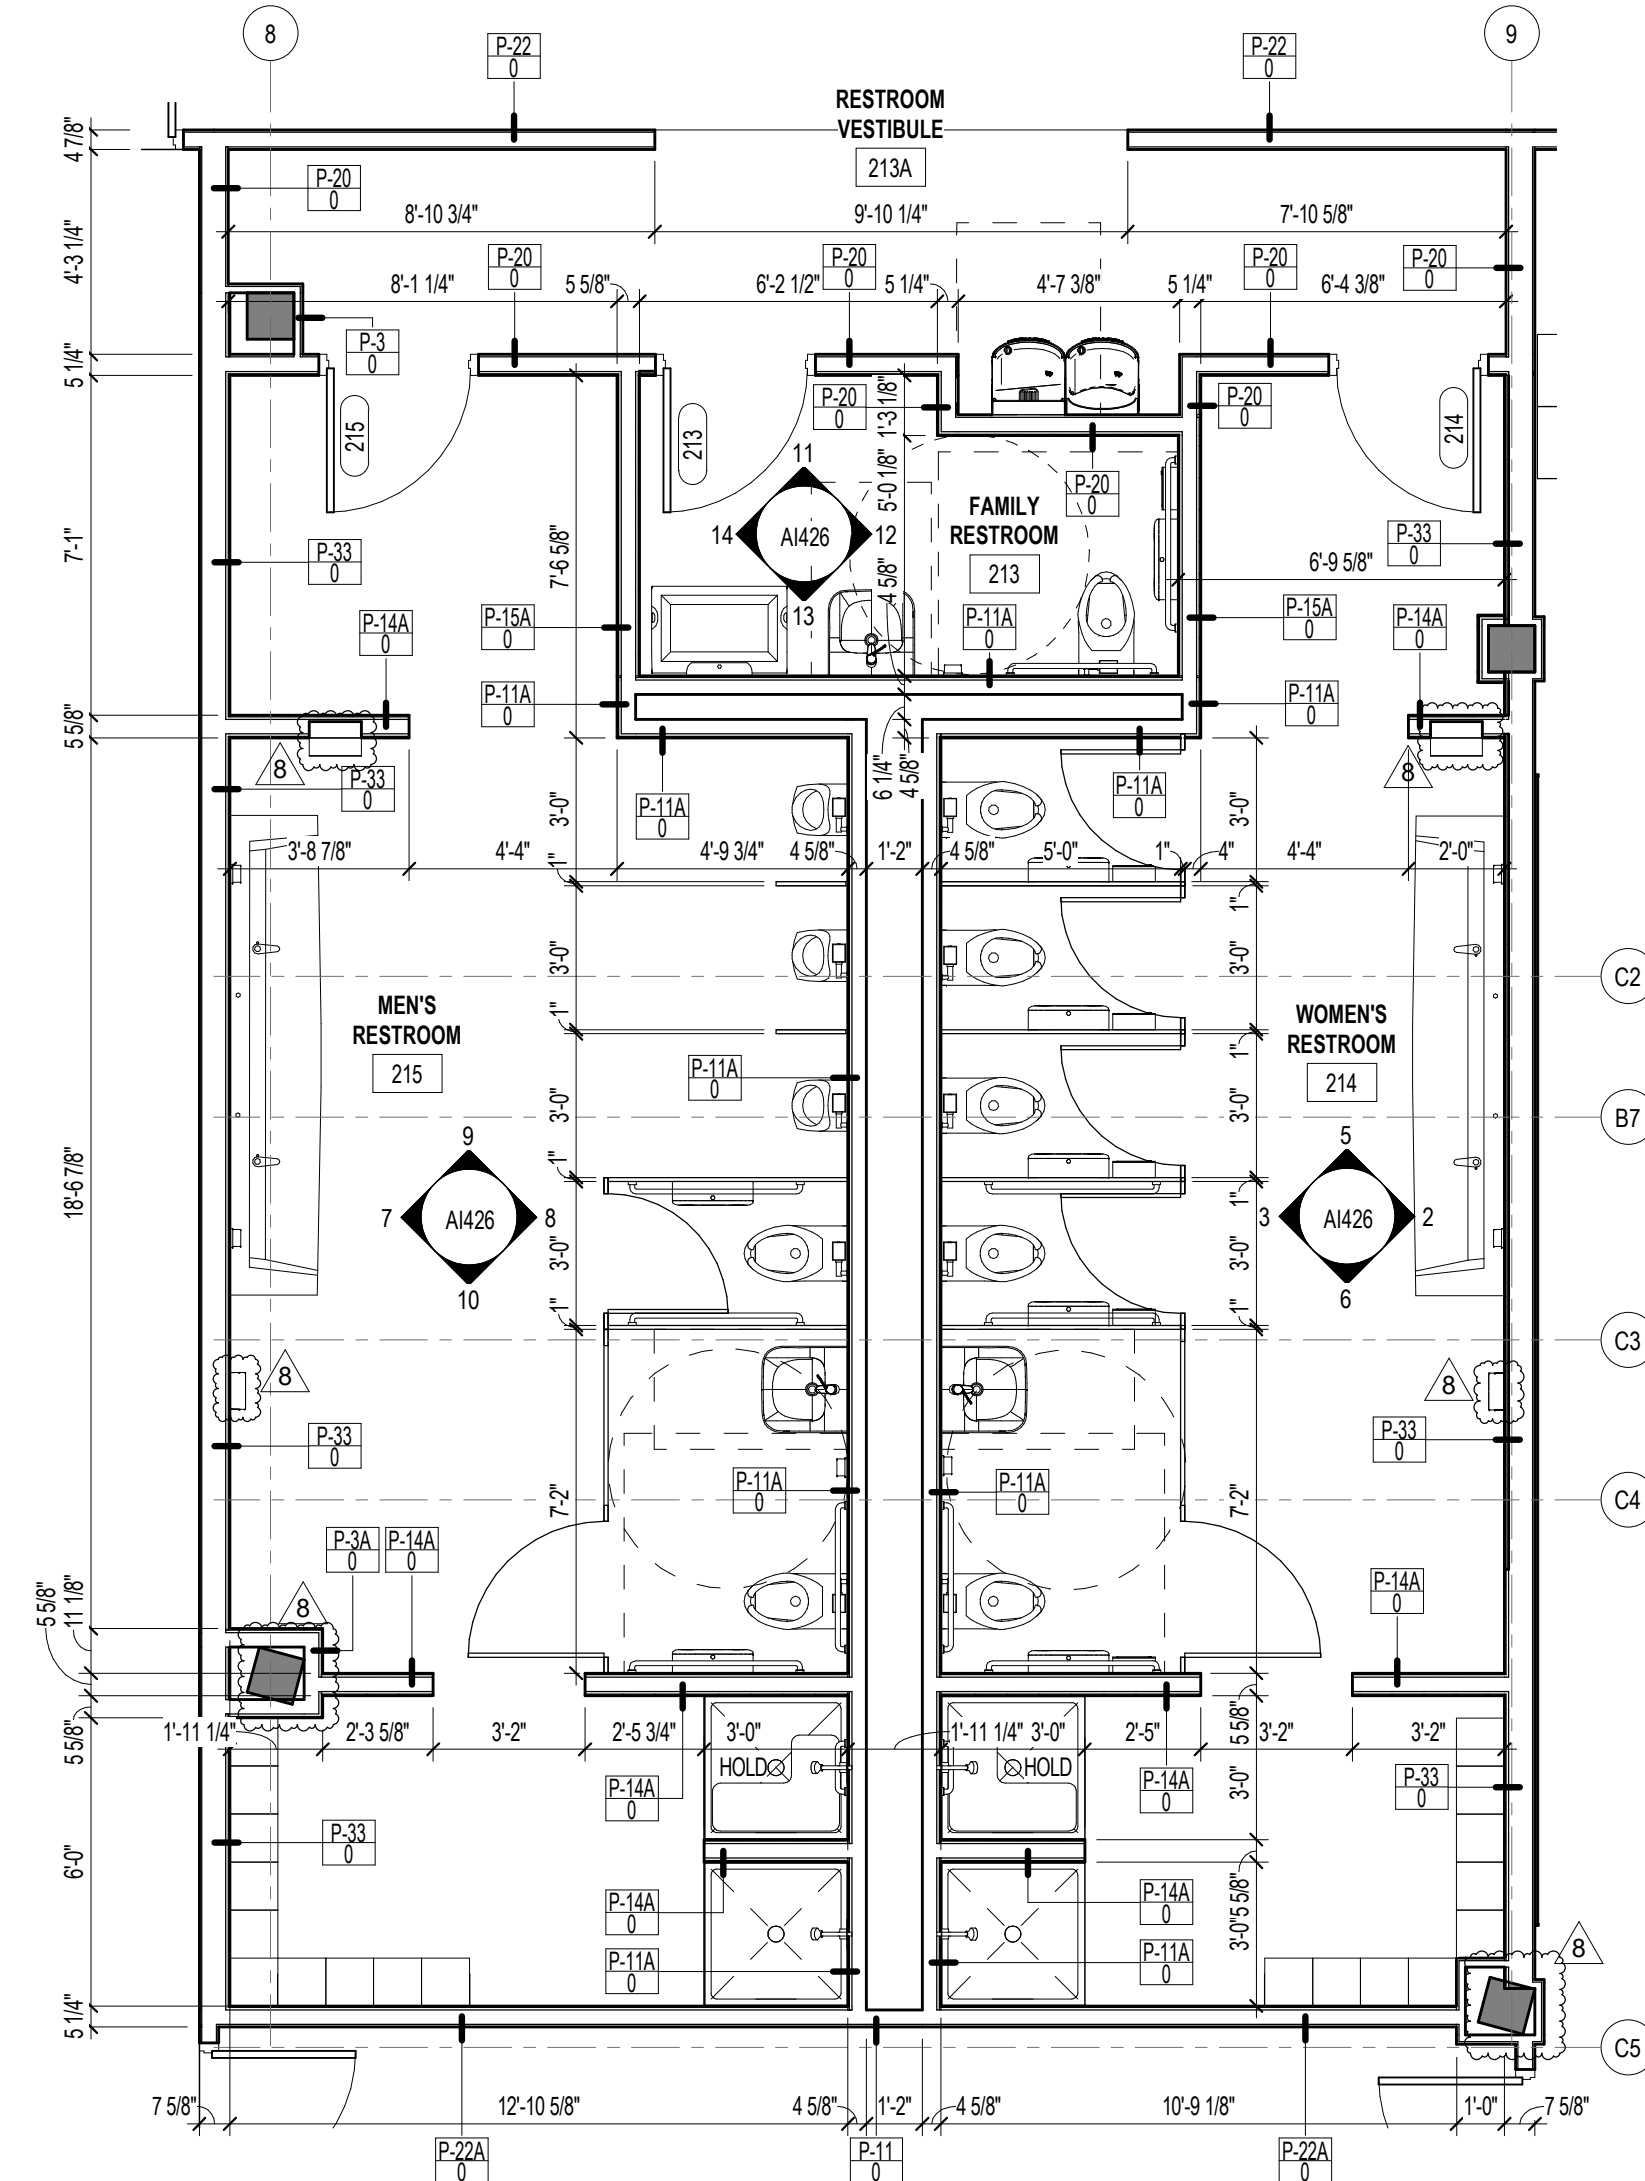 8
9
P-22
0
P-22
0
RESTROOM
VESTIBULE
213A
4 7/8"
P-20
0
4'-3 1/4"
8'-10 3/4"
9'-10 1/4"
7'-10 5/8"
P-20
0
P-20
0
P-20
0
P-20
0
8'-1 1/4"
5 5/8"
6'-2 1/2"
5 1/4"
4'-7 3/8"
5 1/4"
6'-4 3/8"
P-3
0
5 1/4"
215
213
P-20
0
1'-3 1/8"
P-20
0
214
11
14
AI426
12
13
5'-0 1/8"
P-20
0
FAMILY
RESTROOM
213
7'-1"
P-33
0
7'-6 5/8"
4 5/8"
P-33
0
6'-9 5/8"
P-14A
0
P-15A
0
P-11A
0
P-15A
0
P-14A
0
5 5/8"
P-11A
0
P-11A
0
8
P-33
0
P-11A
0
6 1/4"
4 5/8"
P-11A
0
8
3'-0"
3'-0"
3'-8 7/8"
4'-4"
4'-9 3/4"
4 5/8"
1'-2"
4 5/8"
5'-0"
1"
4"
4'-4"
2'-0"
1"
1"
3'-0"
3'-0"
C2
MEN'S
RESTROOM
215
WOMEN'S
RESTROOM
214
1"
1"
P-11A
0
3'-0"
3'-0"
B7
18'-6 7/8"
1"
1"
9
7
AI426
8
10
5
3
AI426
2
6
3'-0"
3'-0"
1"
1"
C3
8
8
P-33
0
P-33
0
P-11A
0
P-11A
0
7'-2"
7'-2"
C4
P-3A
0
P-14A
0
P-14A
0
8
5 5/8"
11 1/8"
5 5/8"
5 5/8"
1'-11 1/4"
2'-3 5/8"
3'-2"
2'-5 3/4"
3'-0"
1'-11 1/4"
3'-0"
2'-5"
3'-2"
3'-2"
HOLD
HOLD
P-14A
0
P-14A
0
3'-0"
P-33
0
P-33
0
6'-0"
P-14A
0
P-14A
0
5 5/8"
3'-0"
P-11A
0
P-11A
0
8
5 1/4"
C5
7 5/8"
12'-10 5/8"
4 5/8"
1'-2"
4 5/8"
10'-9 1/8"
1'-0"
7 5/8"
P-22A
0
P-11
0
P-22A
0